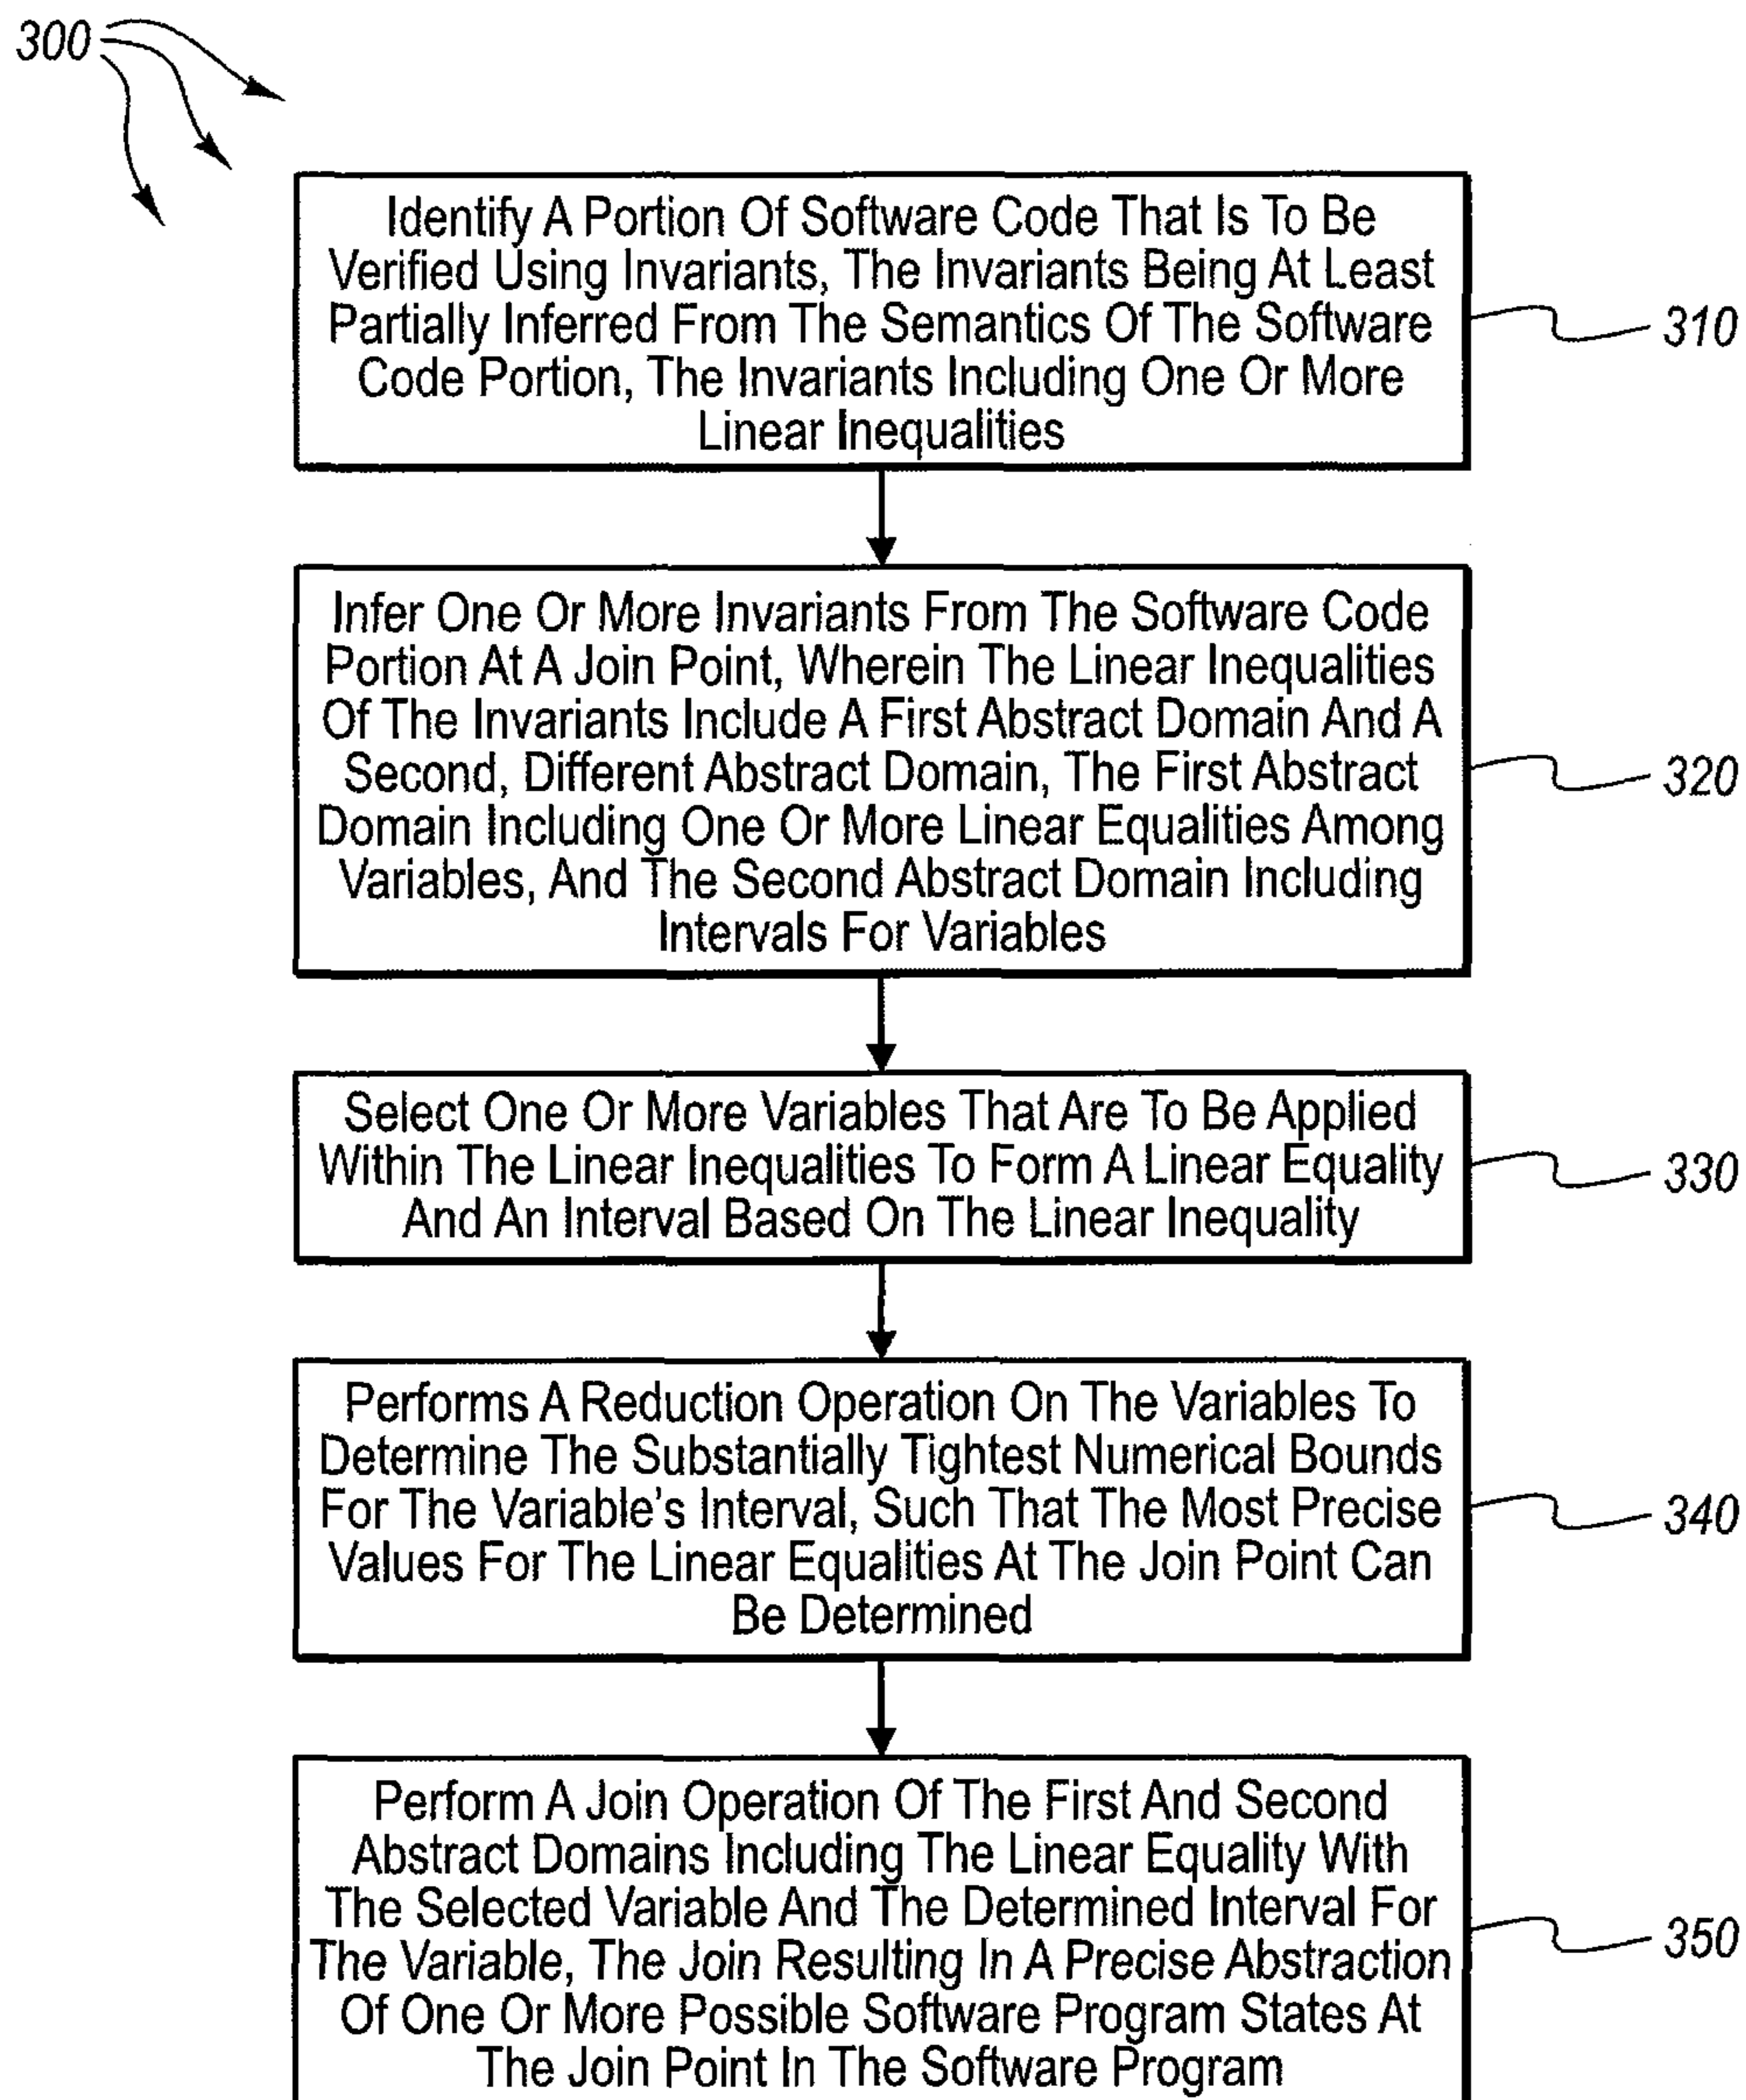 300
Identify A Portion Of Software Code That Is To Be
Verified Using Invariants, The Invariants Being At Least
Partially Inferred From The Semantics Of The Software
Code Portion, The Invariants Including One Or More
Linear Inequalities
310
Infer One Or More Invariants From The Software Code
Portion At A Join Point, Wherein The Linear Inequalities
Of The Invariants Include A First Abstract Domain And A
Second, Different Abstract Domain, The First Abstract
Domain Including One Or More Linear Equalities Among
Variables, And The Second Abstract Domain Including
Intervals For Variables
320
Select One Or More Variables That Are To Be Applied
Within The Linear Inequalities To Form A Linear Equality
And An Interval Based On The Linear Inequality
330
Performs A Reduction Operation On The Variables To
Determine The Substantially Tightest Numerical Bounds
For The Variable's Interval, Such That The Most Precise
Values For The Linear Equalities At The Join Point Can
Be Determined
340
Perform A Join Operation Of The First And Second
Abstract Domains Including The Linear Equality With
The Selected Variable And The Determined Interval For
The Variable, The Join Resulting In A Precise Abstraction
Of One Or More Possible Software Program States At
The Join Point In The Software Program
350